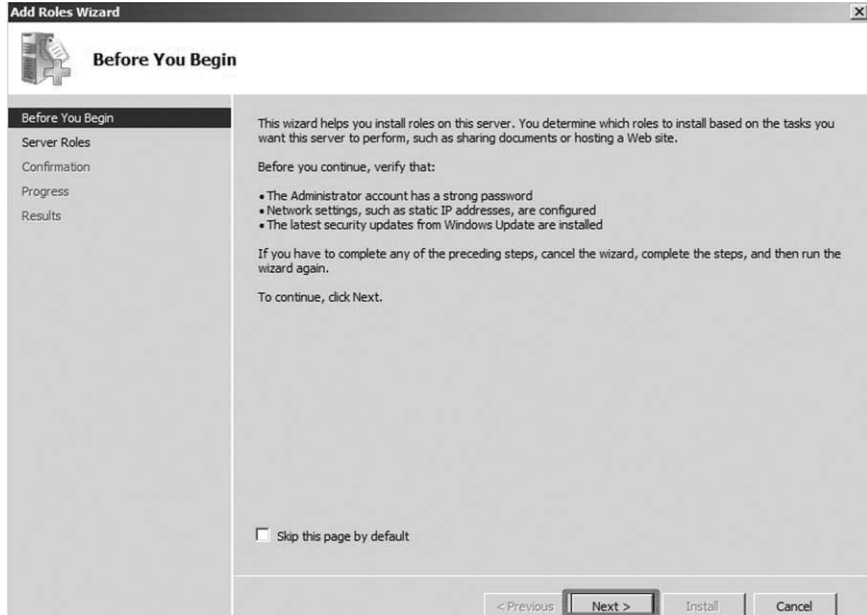 Add Roles Wizard
Before You Begin
Before You Begin
Server Roles
Confirmation
Progress
Results
This wizard helps you install roles on this server. You determine which roles to install based on the tasks you
want this server to perform, such as sharing documents or hosting a Web site.
Before you continue, verify that:
• The Administrator account has a strong password
• Network settings, such as static IP addresses, are configured
• The latest security updates from Windows Update are installed
If you have to complete any of the preceding steps, cancel the wizard, complete the steps, and then run the
wizard again.
To continue, click Next.
Skip this page by default
< Previous Next > Install Cancel